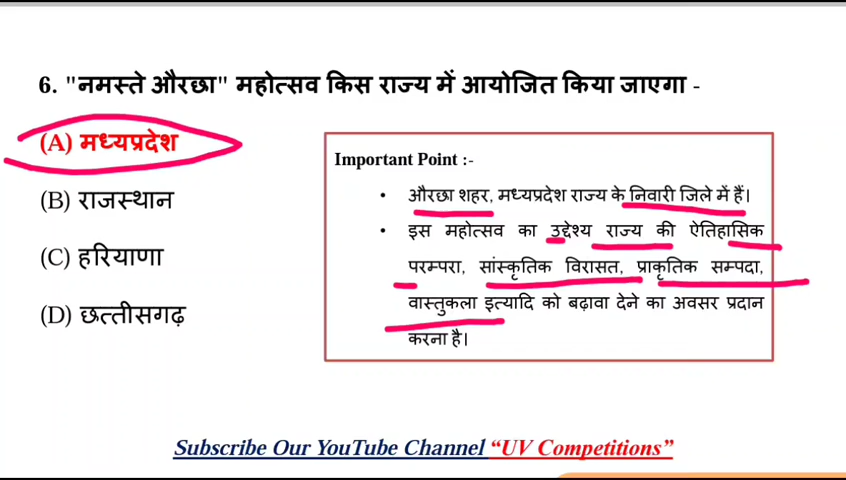 6. "नमस्ते औरछा" महोत्सव किस राज्य में आयोजित किया जाएगा -
(A) मध्यप्रदेश
(B) राजस्थान
(C) हरियाणा
(D) छत्तीसगढ़
Important Point :-
• औरछा शहर, मध्यप्रदेश राज्य के निवारी जिले में हैं।
• इस महोत्सव का उद्देश्य राज्य की ऐतिहासिक
परम्परा, सांस्कृतिक विरासत, प्राकृतिक सम्पदा,
वास्तुकला इत्यादि को बढ़ावा देने का अवसर प्रदान
करना है।
Subscribe Our YouTube Channel “UV Competitions”